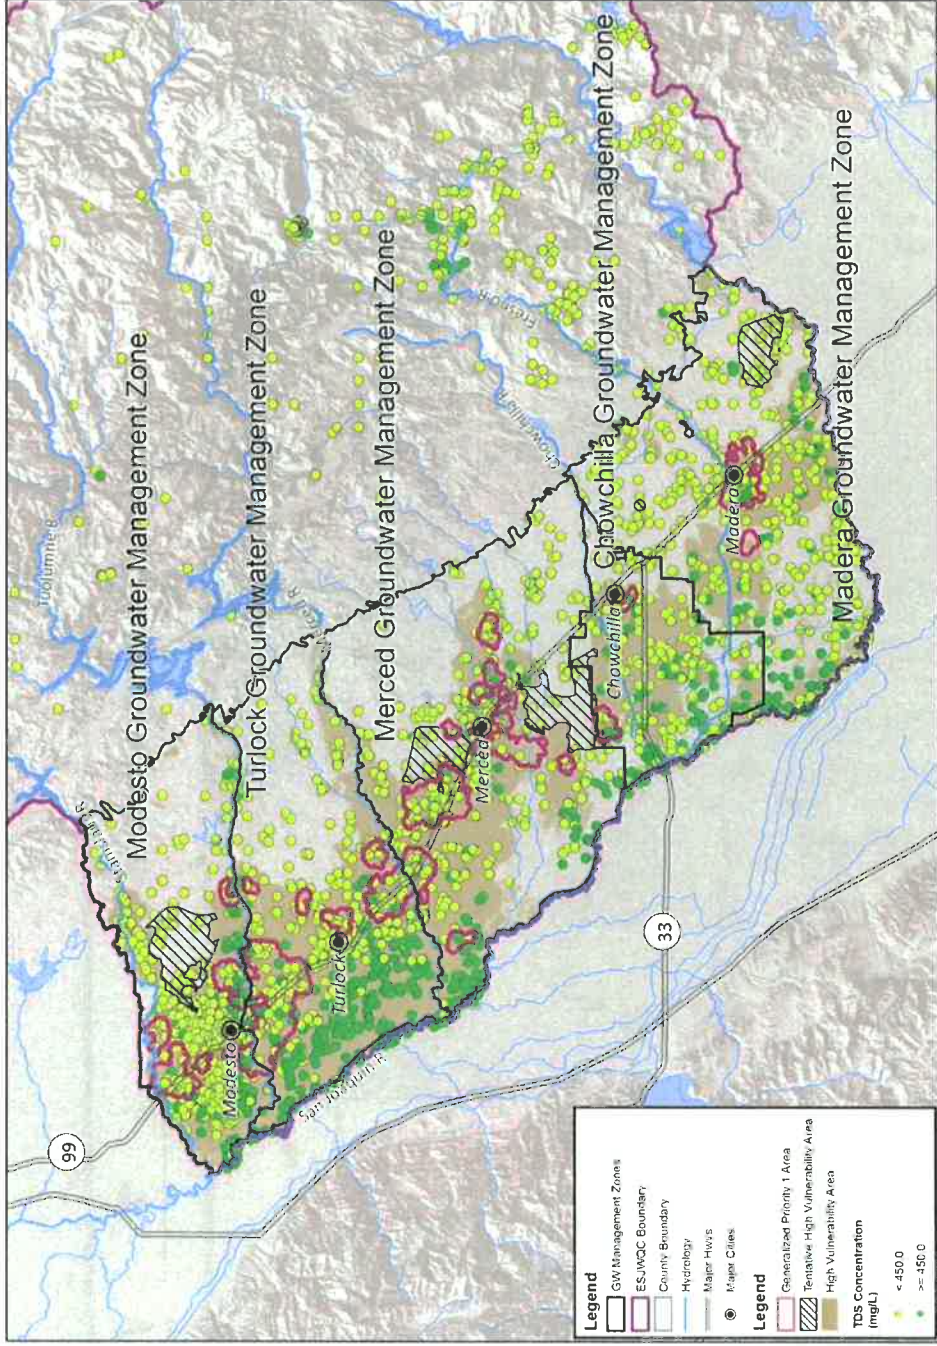 Modesto Groundwater Management Zone
Turlock Groundwater Management Zone
Merced Groundwater Management Zone
Chowchilla Groundwater Management Zone
Madera Groundwater Management Zone
Tuolumne R
Fresno R
Chowchilla R
San Joaquin R
Modesto
Turlock
Merced
Chowchilla
Madera
99
33
Legend
GW Management Zones
ESJWQC Boundary
County Boundary
Hydrology
Major Hwys
Major Cities
Legend
Generalized Priority 1 Area
Tentative High Vulnerability Area
High Vulnerability Area
TDS Concentration
(mg/L)
< 450.0
>= 450.0